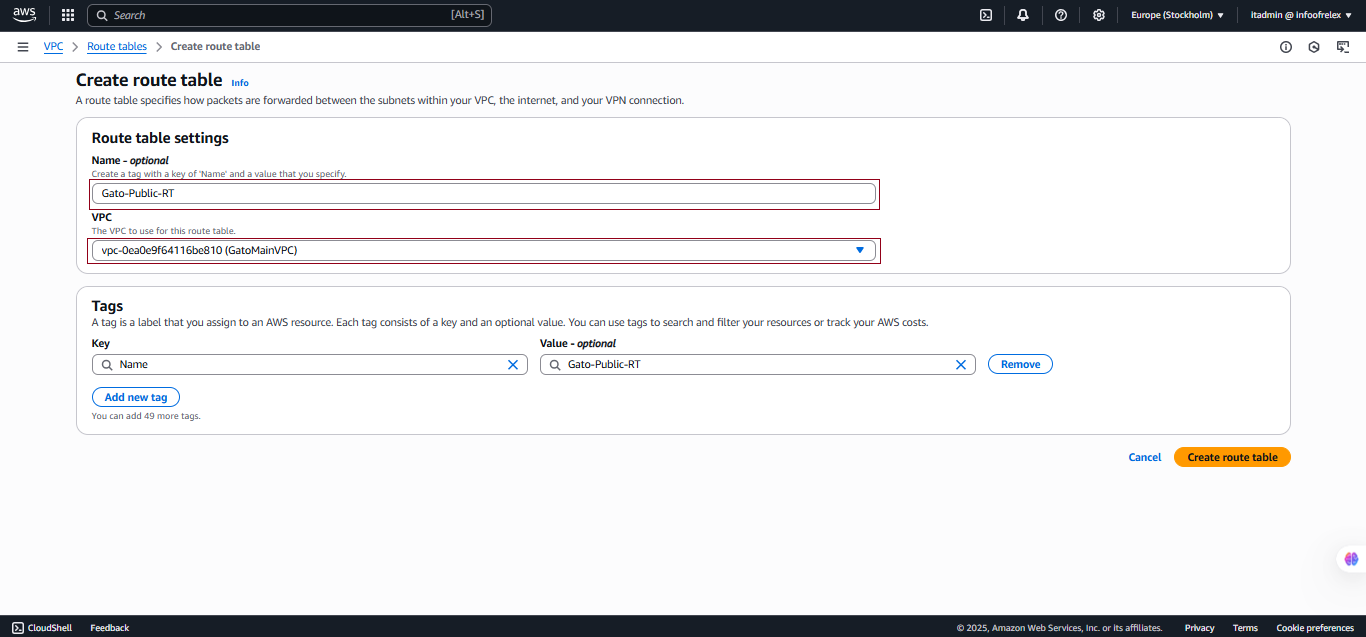 aws Search [Alt+S] Europe (Stockholm) ▼ itadmin @ infoofrelex ▼
VPC > Route tables > Create route table
Create route table Info
A route table specifies how packets are forwarded between the subnets within your VPC, the internet, and your VPN connection.
Route table settings
Name - optional
Create a tag with a key of 'Name' and a value that you specify.
Gato-Public-RT
VPC
The VPC to use for this route table.
vpc-0ea0e9f64116be810 (GatoMainVPC)
Tags
A tag is a label that you assign to an AWS resource. Each tag consists of a key and an optional value. You can use tags to search and filter your resources or track your AWS costs.
Key Value - optional
Name Gato-Public-RT Remove
Add new tag
You can add 49 more tags.
Cancel Create route table
CloudShell Feedback © 2025, Amazon Web Services, Inc. or its affiliates. Privacy Terms Cookie preferences